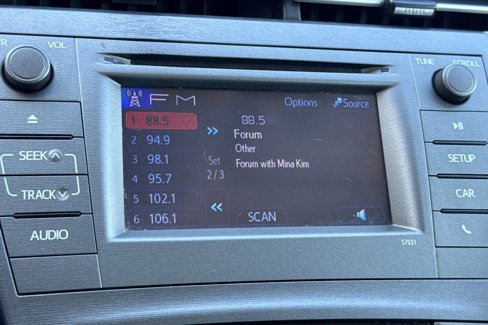 VOL
TUNE SCROLL
FM
Options
Source
1 88.5
2 94.9
3 98.1
4 95.7
5 102.1
6 106.1
Set
2/3
88.5
Forum
Other
Forum with Mina Kim
SCAN
SEEK
TRACK
AUDIO
SETUP
CAR
57031